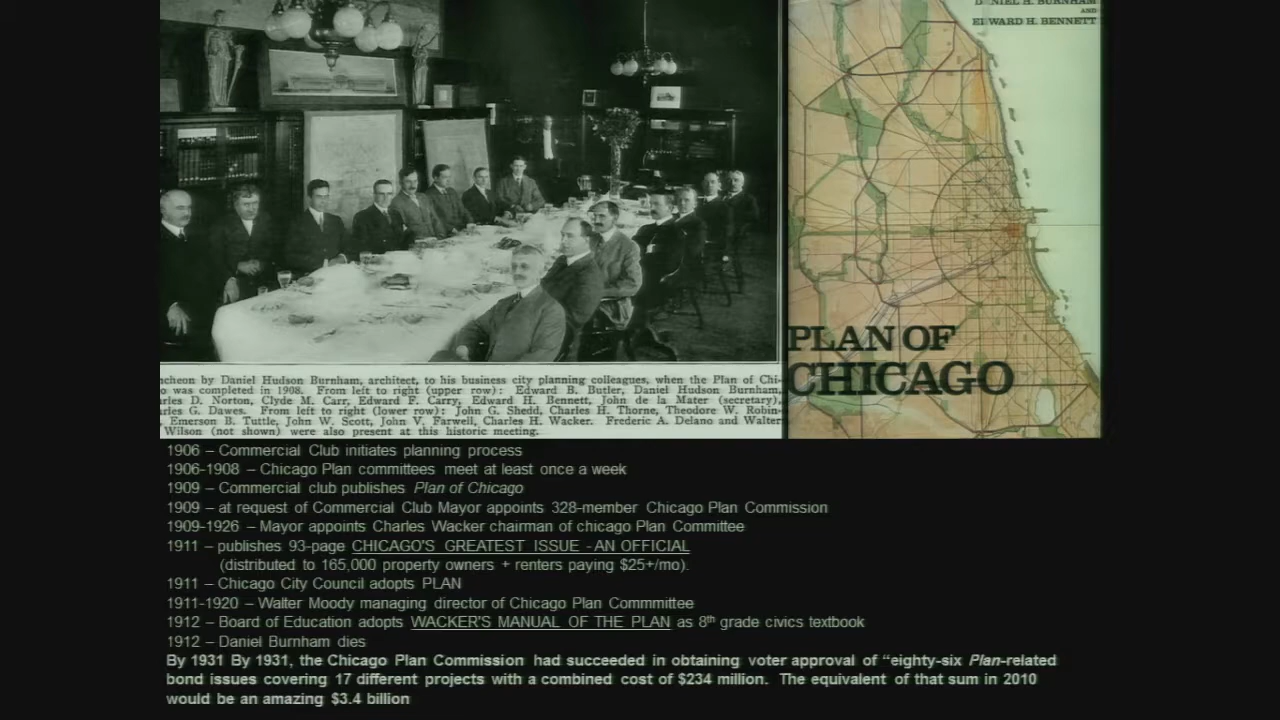 DANIEL H. BURNHAM
AND
EDWARD H. BENNETT
PLAN OF
CHICAGO
ncheon by Daniel Hudson Burnham, architect, to his business city planning colleagues, when the Plan of Chi-
o was completed in 1908. From left to right (upper row): Edward B. Butler, Daniel Hudson Burnham,
arles D. Norton, Clyde M. Carr, Edward F. Carry, Edward H. Bennett, John de la Mater (secretary),
arles G. Dawes. From left to right (lower row): John G. Shedd, Charles H. Thorne, Theodore W. Robin-
, Emerson B. Tuttle, John W. Scott, John V. Farwell, Charles H. Wacker. Frederic A. Delano and Walter
Wilson (not shown) were also present at this historic meeting.
1906 – Commercial Club initiates planning process
1906-1908 – Chicago Plan committees meet at least once a week
1909 – Commercial club publishes Plan of Chicago
1909 – at request of Commercial Club Mayor appoints 328-member Chicago Plan Commission
1909-1926 – Mayor appoints Charles Wacker chairman of chicago Plan Committee
1911 – publishes 93-page CHICAGO'S GREATEST ISSUE - AN OFFICIAL
(distributed to 165,000 property owners + renters paying $25+/mo).
1911 – Chicago City Council adopts PLAN
1911-1920 – Walter Moody managing director of Chicago Plan Commmittee
1912 – Board of Education adopts WACKER'S MANUAL OF THE PLAN as 8th grade civics textbook
1912 – Daniel Burnham dies
By 1931 By 1931, the Chicago Plan Commission had succeeded in obtaining voter approval of “eighty-six Plan-related
bond issues covering 17 different projects with a combined cost of $234 million. The equivalent of that sum in 2010
would be an amazing $3.4 billion